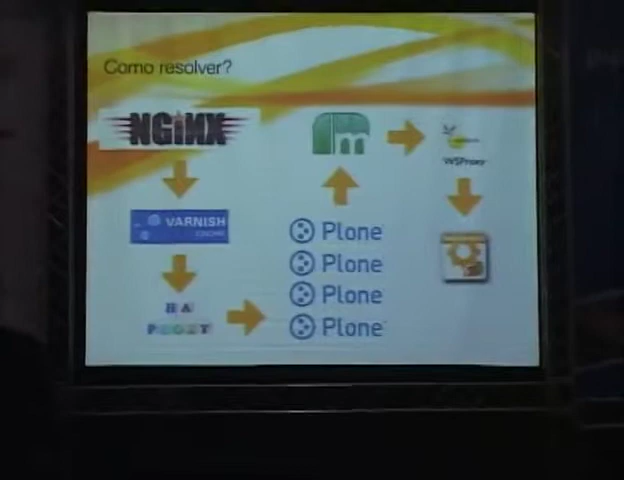 Como resolver?
NGiNX
VARNISH
HA
PROXY
Plone
Plone
Plone
Plone
WSProxy